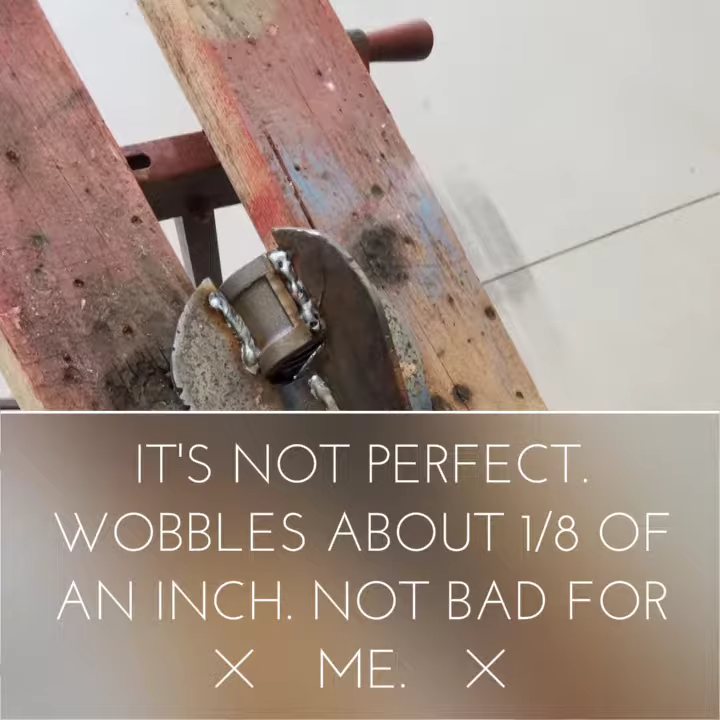 IT'S NOT PERFECT.
WOBBLES ABOUT 1/8 OF
AN INCH. NOT BAD FOR
ME.